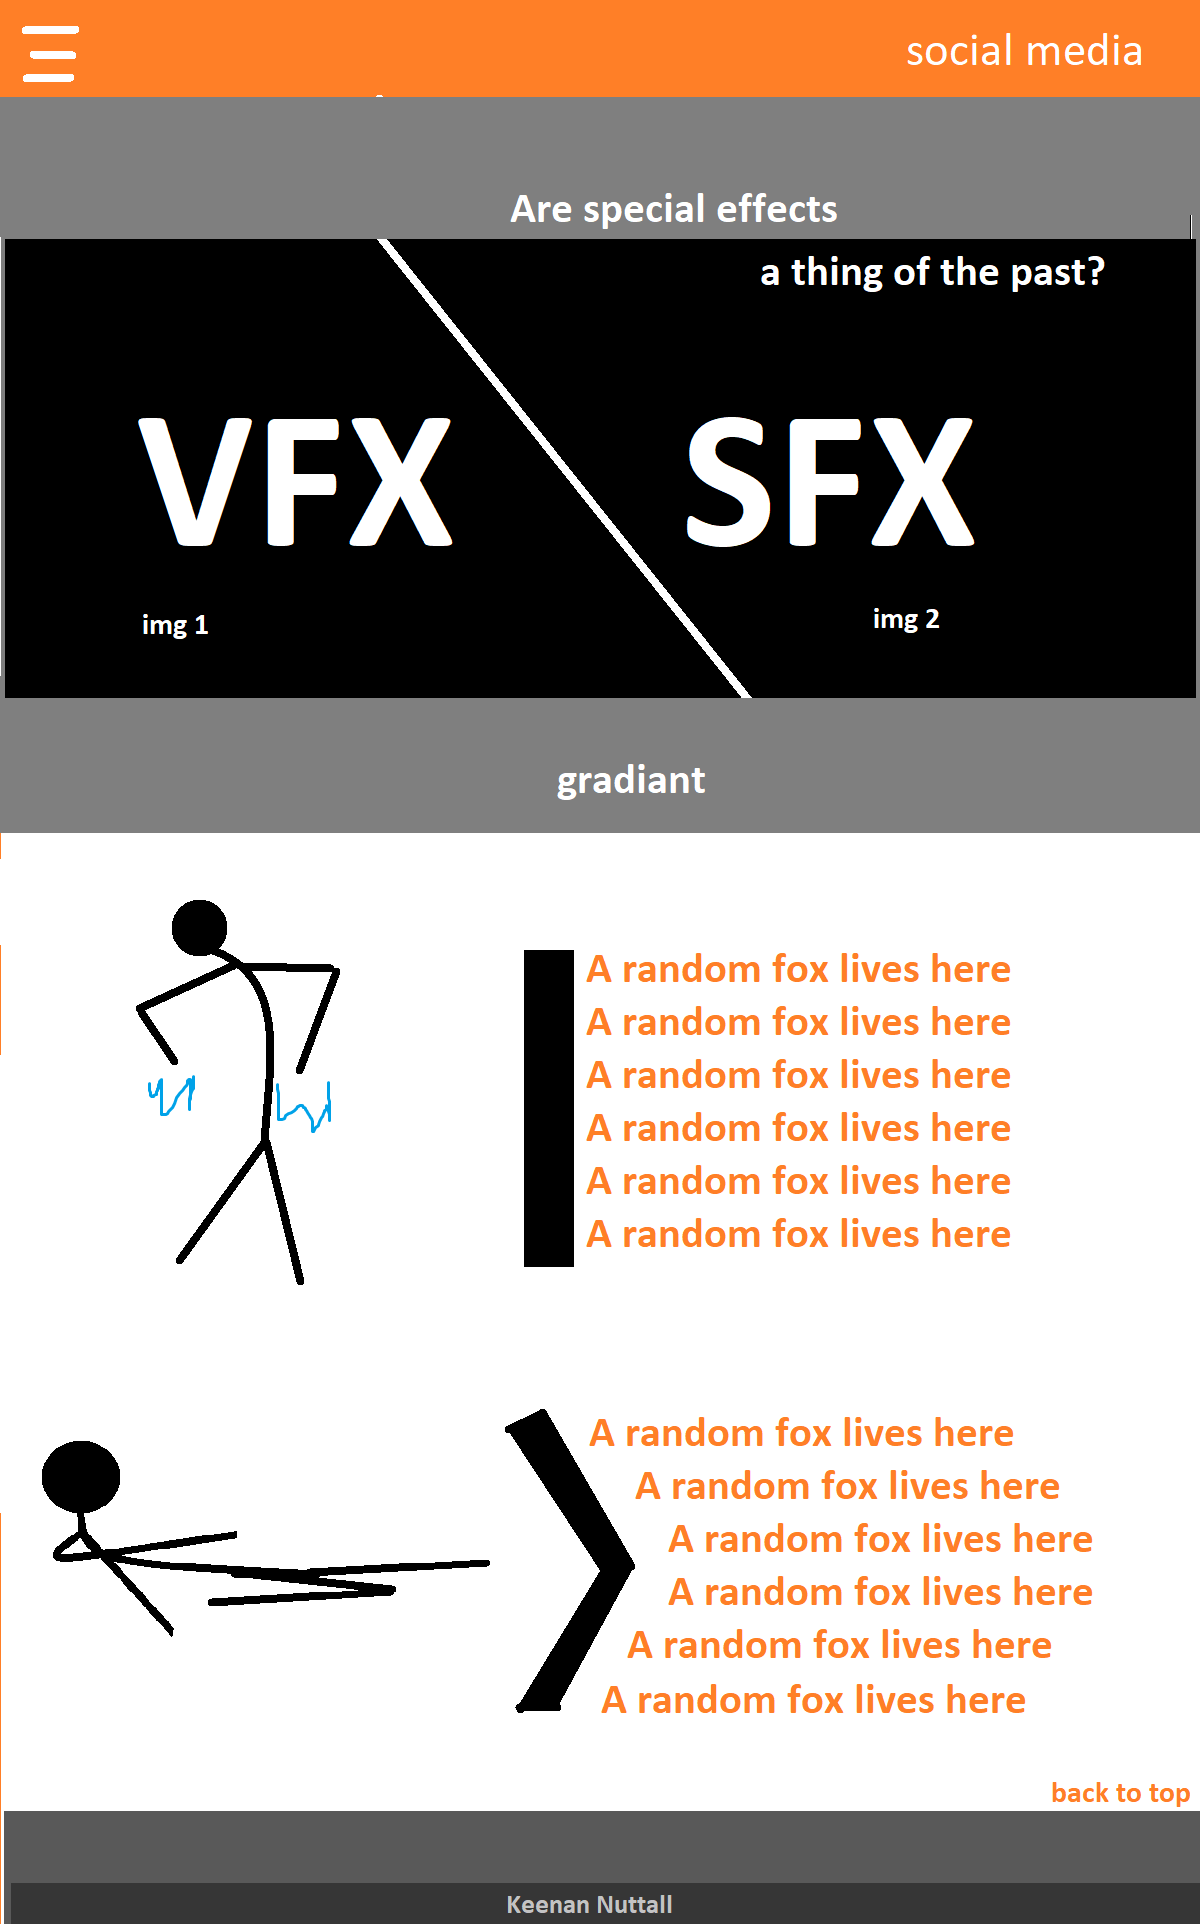 social media
Are special effects
a thing of the past?
VFX
SFX
img 1
img 2
gradiant
A random fox lives here
A random fox lives here
A random fox lives here
A random fox lives here
A random fox lives here
A random fox lives here
A random fox lives here
A random fox lives here
A random fox lives here
A random fox lives here
A random fox lives here
A random fox lives here
back to top
Keenan Nuttall